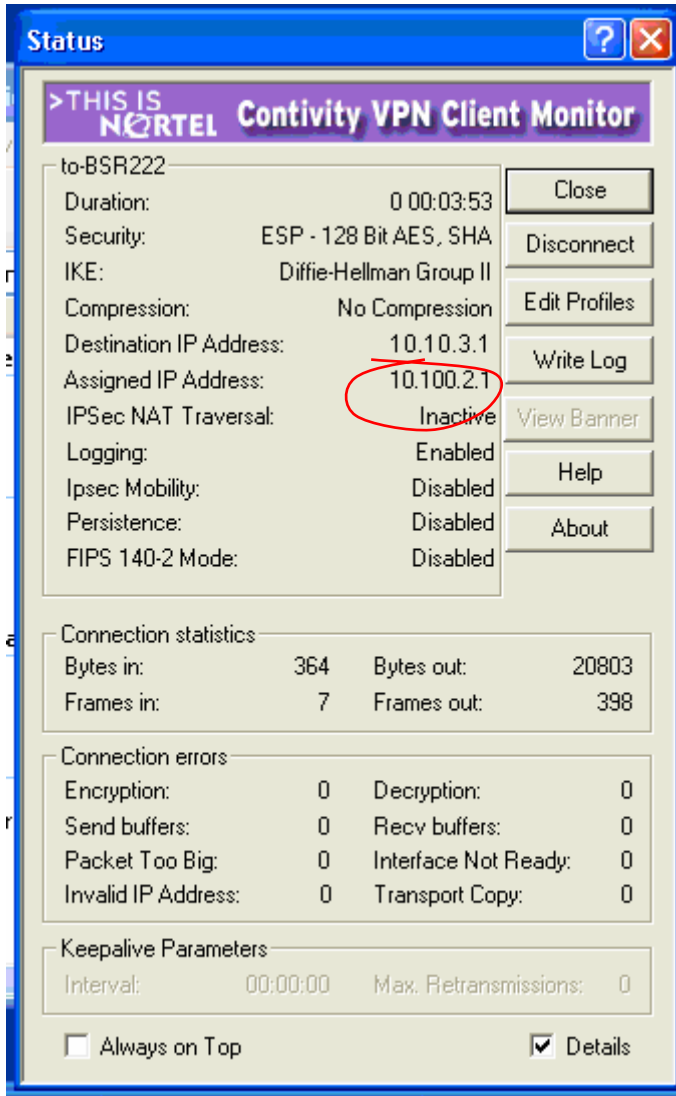 Status
>THIS IS
NORTEL Contivity VPN Client Monitor
to-BSR222
Duration: 0 00:03:53
Security: ESP - 128 Bit AES, SHA
IKE: Diffie-Hellman Group II
Compression: No Compression
Destination IP Address: 10.10.3.1
Assigned IP Address: 10.100.2.1
IPSec NAT Traversal: Inactive
Logging: Enabled
Ipsec Mobility: Disabled
Persistence: Disabled
FIPS 140-2 Mode: Disabled
Close
Disconnect
Edit Profiles
Write Log
View Banner
Help
About
Connection statistics
Bytes in: 364 Bytes out: 20803
Frames in: 7 Frames out: 398
Connection errors
Encryption: 0 Decryption: 0
Send buffers: 0 Recv buffers: 0
Packet Too Big: 0 Interface Not Ready: 0
Invalid IP Address: 0 Transport Copy: 0
Keepalive Parameters
Interval: 00:00:00 Max. Retransmissions: 0
Always on Top Details